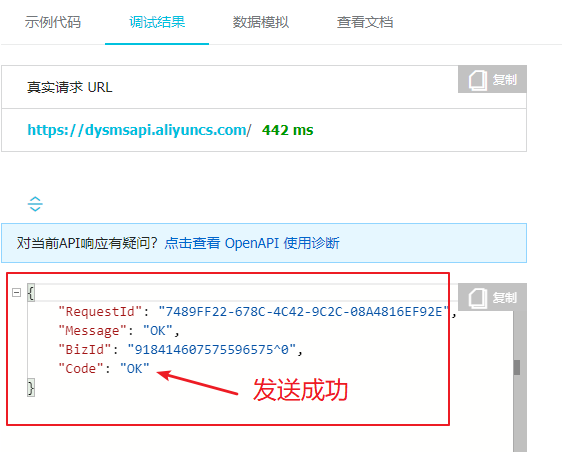 示例代码 调试结果 数据模拟 查看文档
复制
真实请求 URL
https://dysmsapi.aliyuncs.com/ 442 ms
对当前API响应有疑问？点击查看 OpenAPI 使用诊断
复制
{
"RequestId": "7489FF22-678C-4C42-9C2C-08A4816EF92E",
"Message": "OK",
"BizId": "918414607575596575^0",
"Code": "OK"
}
发送成功